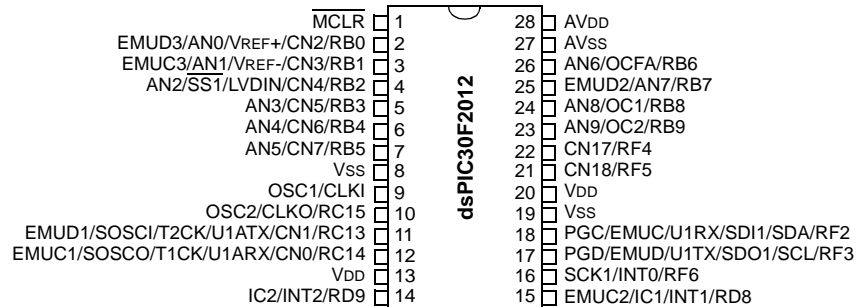 MCLR 1 28 AVDD
EMUD3/AN0/VREF+/CN2/RB0 2 27 AVSS
EMUC3/AN1/VREF-/CN3/RB1 3 26 AN6/OCFA/RB6
AN2/SS1/LVDIN/CN4/RB2 4 25 EMUD2/AN7/RB7
AN3/CN5/RB3 5 24 AN8/OC1/RB8
AN4/CN6/RB4 6 23 AN9/OC2/RB9
AN5/CN7/RB5 7 22 CN17/RF4
VSS 8 21 CN18/RF5
OSC1/CLKI 9 20 VDD
OSC2/CLKO/RC15 10 19 VSS
EMUD1/SOSCI/T2CK/U1ATX/CN1/RC13 11 18 PGC/EMUC/U1RX/SDI1/SDA/RF2
EMUC1/SOSCO/T1CK/U1ARX/CN0/RC14 12 17 PGD/EMUD/U1TX/SDO1/SCL/RF3
VDD 13 16 SCK1/INT0/RF6
IC2/INT2/RD9 14 15 EMUC2/IC1/INT1/RD8
dsPIC30F2012